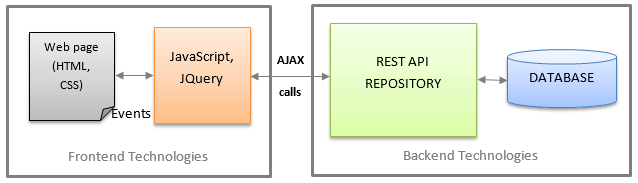 Web page
(HTML,
CSS)
Events
JavaScript,
JQuery
AJAX
calls
REST API
REPOSITORY
DATABASE
Frontend Technologies
Backend Technologies